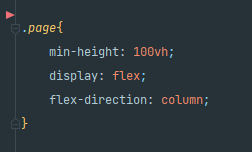 .page{
min-height: 100vh;
display: flex;
flex-direction: column;
}